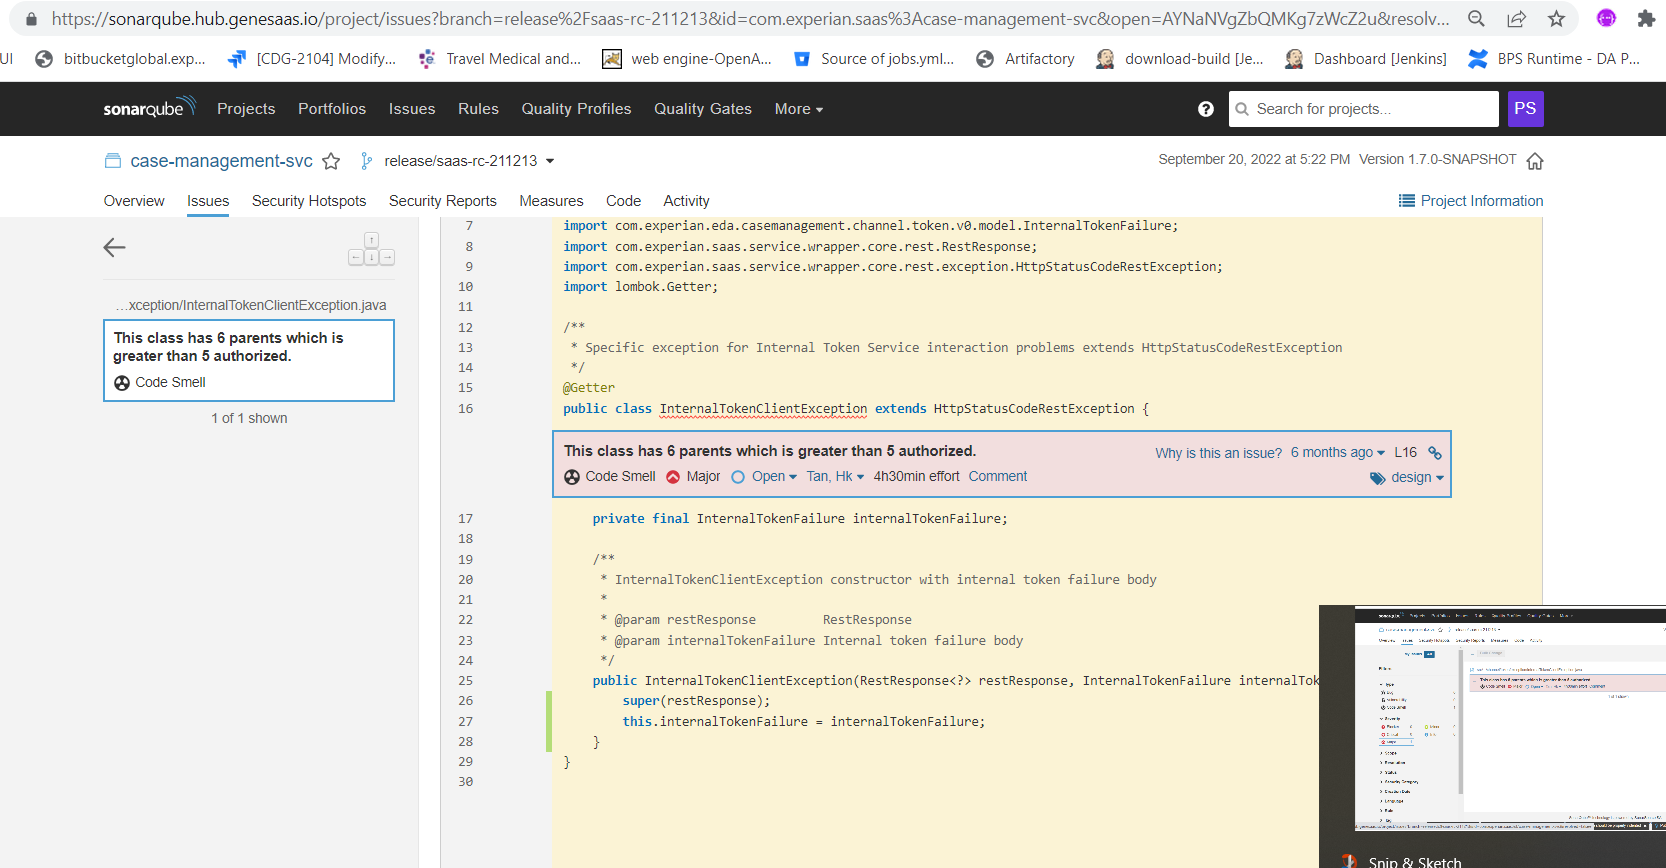 https://sonarqube.hub.genesaas.io/project/issues?branch=release%2Fsaas-rc-211213&id=com.experian.saas%3Acase-management-svc&open=AYNaNVgZbQMKg7zWcZ2u&resolv...
UI bitbucketglobal.exp... [CDG-2104] Modify... Travel Medical and... web engine-OpenA... Source of jobs.yml... Artifactory download-build [Je... Dashboard [Jenkins] BPS Runtime - DA P...
sonarqube Projects Portfolios Issues Rules Quality Profiles Quality Gates More ? Search for projects... PS
case-management-svc release/saas-rc-211213 September 20, 2022 at 5:22 PM Version 1.7.0-SNAPSHOT
Overview Issues Security Hotspots Security Reports Measures Code Activity Project Information
…xception/InternalTokenClientException.java
This class has 6 parents which is
greater than 5 authorized.
Code Smell
1 of 1 shown
7 import com.experian.eda.casemanagement.channel.token.v0.model.InternalTokenFailure;
8 import com.experian.saas.service.wrapper.core.rest.RestResponse;
9 import com.experian.saas.service.wrapper.core.rest.exception.HttpStatusCodeRestException;
10 import lombok.Getter;
11
12 /**
13 * Specific exception for Internal Token Service interaction problems extends HttpStatusCodeRestException
14 */
15 @Getter
16 public class InternalTokenClientException extends HttpStatusCodeRestException {
This class has 6 parents which is greater than 5 authorized. Why is this an issue? 6 months ago L16
Code Smell Major Open Tan, Hk 4h30min effort Comment design
17 private final InternalTokenFailure internalTokenFailure;
18
19 /**
20 * InternalTokenClientException constructor with internal token failure body
21 *
22 * @param restResponse RestResponse
23 * @param internalTokenFailure Internal token failure body
24 */
25 public InternalTokenClientException(RestResponse<?> restResponse, InternalTokenFailure internalTok
26 super(restResponse);
27 this.internalTokenFailure = internalTokenFailure;
28 }
29 }
30
Snip & Sketch